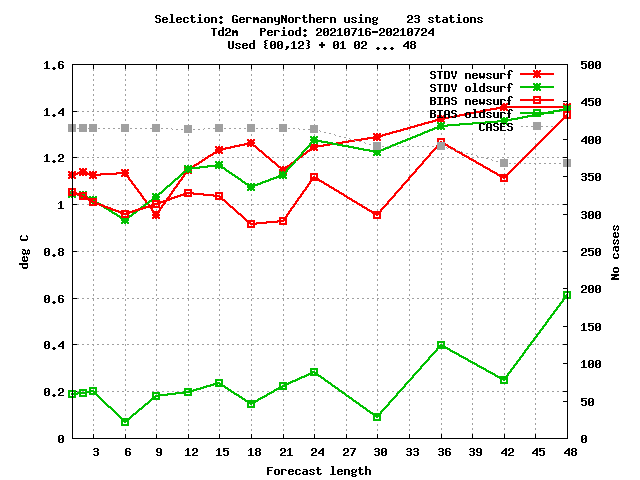 Selection: GermanyNorthern using    23 stations
Td2m   Period: 20210716-20210724
Used {00,12} + 01 02 ... 48
1.6
1.4
1.2
1
0.8
0.6
0.4
0.2
0
deg C
500
450
400
350
300
250
200
150
100
50
0
No cases
STDV newsurf
STDV oldsurf
BIAS newsurf
BIAS oldsurf
CASES
3 6 9 12 15 18 21 24 27 30 33 36 39 42 45 48
Forecast length